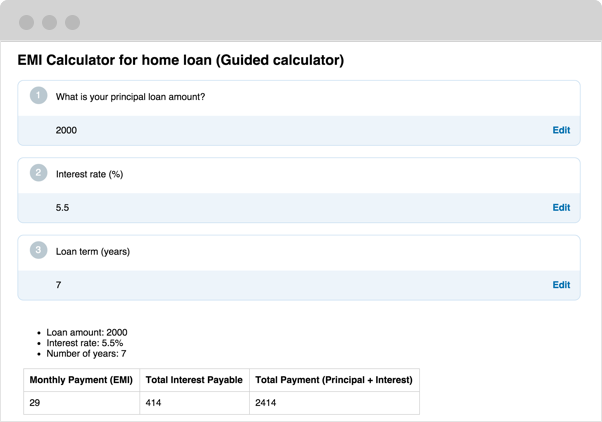 EMI Calculator for home loan (Guided calculator)
1 What is your principal loan amount?
2000 Edit
2 Interest rate (%)
5.5 Edit
3 Loan term (years)
7 Edit
• Loan amount: 2000
• Interest rate: 5.5%
• Number of years: 7
Monthly Payment (EMI) Total Interest Payable Total Payment (Principal + Interest)
29 414 2414